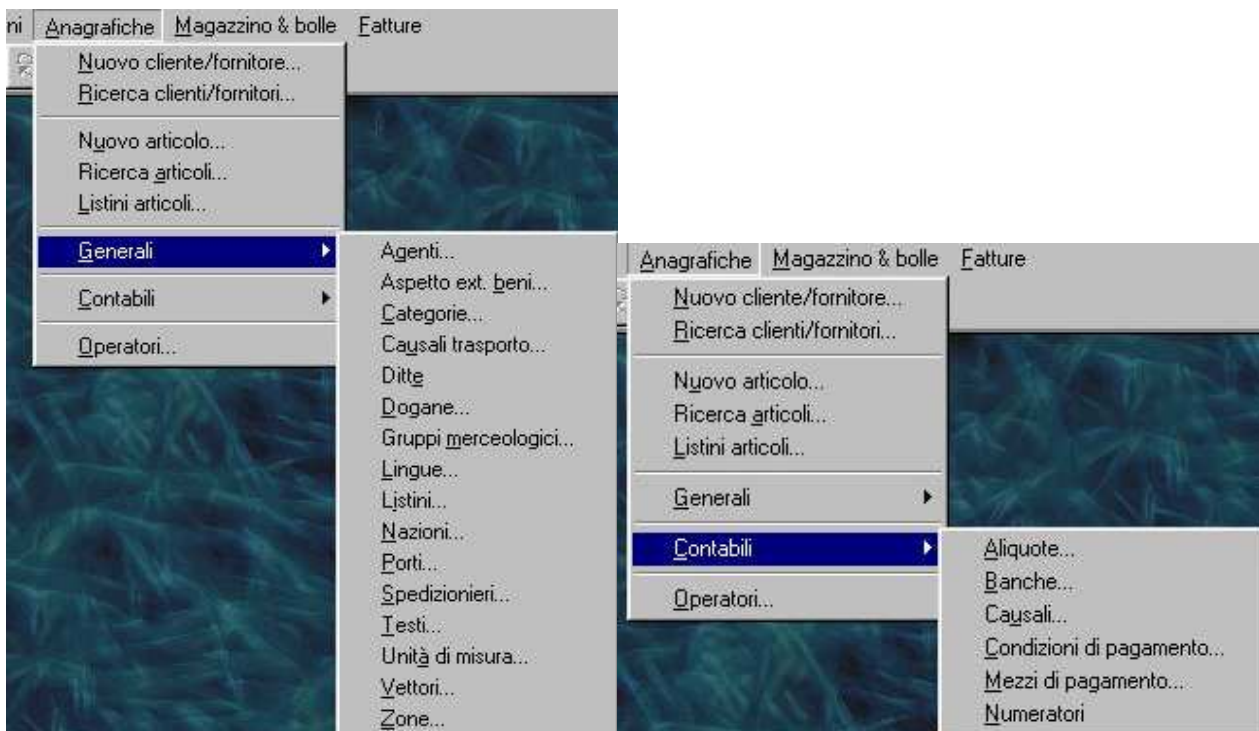 ni Anagrafiche Magazzino & bolle Fatture
Nuovo cliente/fornitore...
Ricerca clienti/fornitori...
Nuovo articolo...
Ricerca articoli...
Listini articoli...
Generali
Contabili
Operatori...
Agenti...
Aspetto ext. beni...
Categorie...
Causali trasporto...
Ditte
Dogane...
Gruppi merceologici...
Lingue...
Listini...
Nazioni...
Porti...
Spedizionieri...
Testi...
Unità di misura...
Vettori...
Zone...
Anagrafiche Magazzino & bolle Fatture
Nuovo cliente/fornitore...
Ricerca clienti/fornitori...
Nuovo articolo...
Ricerca articoli...
Listini articoli...
Generali
Contabili
Operatori...
Aliquote...
Banche...
Causali...
Condizioni di pagamento...
Mezzi di pagamento...
Numeratori